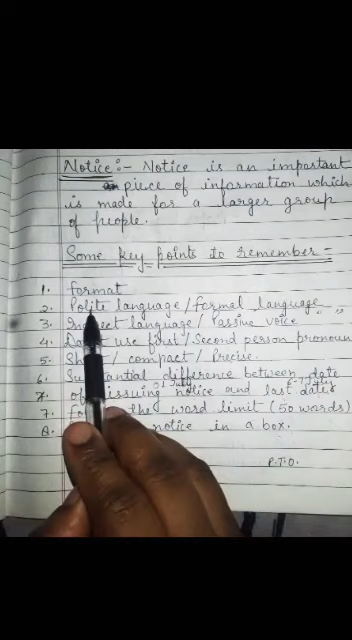 Notice :- Notice is an important
piece of information which
is made for a larger group
of people.
Some key points to remember -
1. Format
2. Polite language / Formal language
3. Indirect language / Passive voice " "
4. use first / Second person pronoun
5. / compact / Precise.
6. Substantial difference between date
of issuing notice and last date
7. the word limit (50 words)
8. notice in a box.
P.T.O.